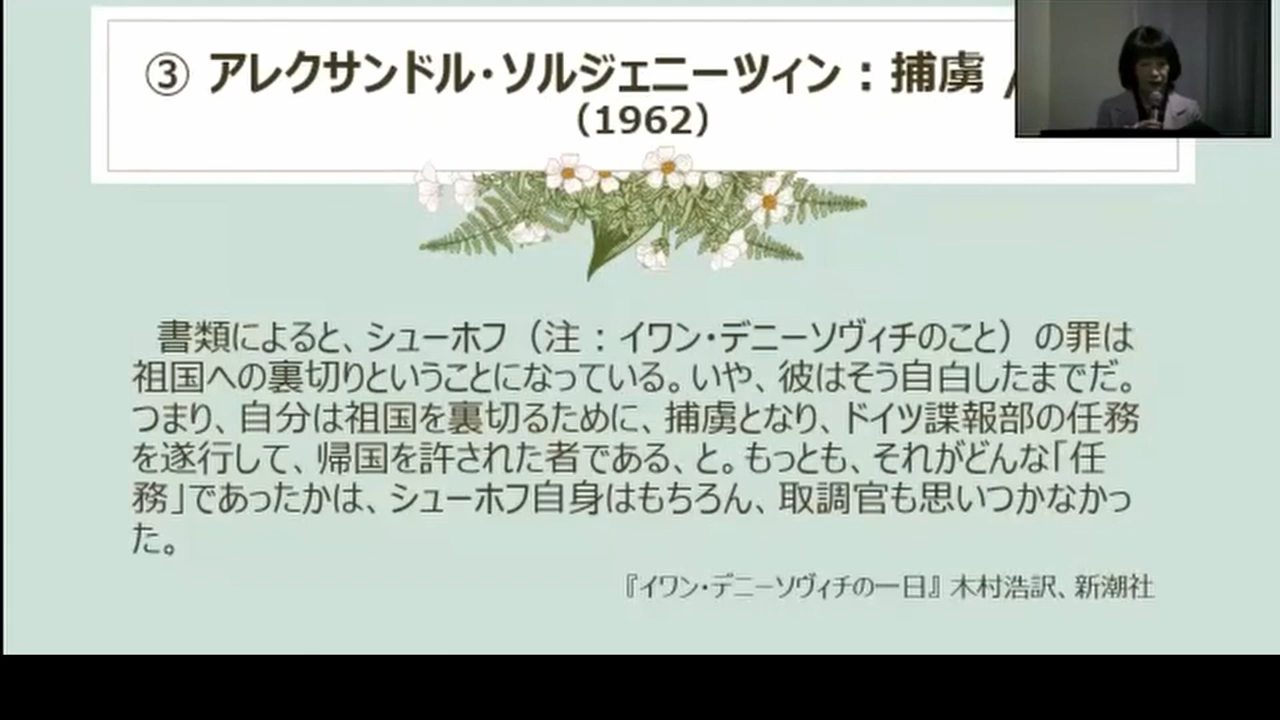 ③ アレクサンドル・ソルジェニーツィン：捕虜 /
（1962）
書類によると、シューホフ（注：イワン・デニーソヴィチのこと）の罪は
祖国への裏切りということになっている。いや、彼はそう自白したまでだ。
つまり、自分は祖国を裏切るために、捕虜となり、ドイツ諜報部の任務
を遂行して、帰国を許された者である、と。もっとも、それがどんな「任
務」であったかは、シューホフ自身はもちろん、取調官も思いつかなかっ
た。
『イワン・デニーソヴィチの一日』 木村浩訳、新潮社